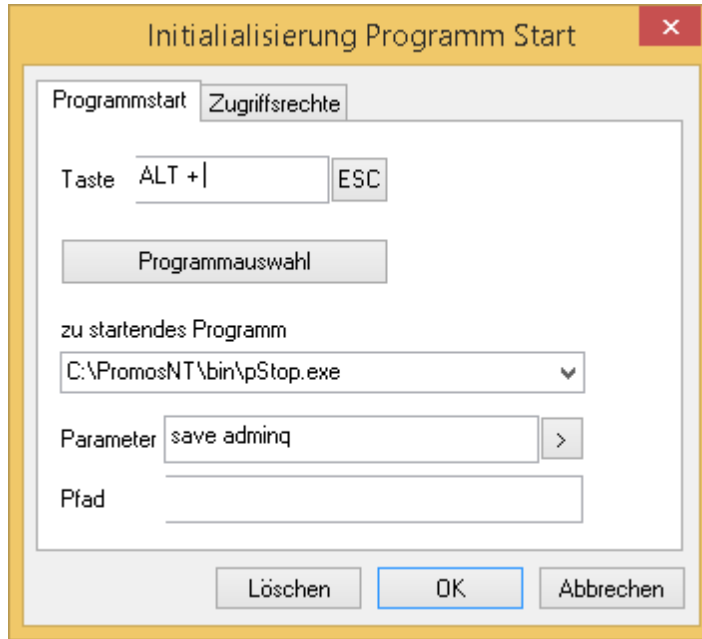 Initialialisierung Programm Start
Programmstart Zugriffsrechte
Taste ALT + ESC
Programmauswahl
zu startendes Programm
C:\PromosNT\bin\pStop.exe
Parameter save adminq >
Pfad
Löschen OK Abbrechen